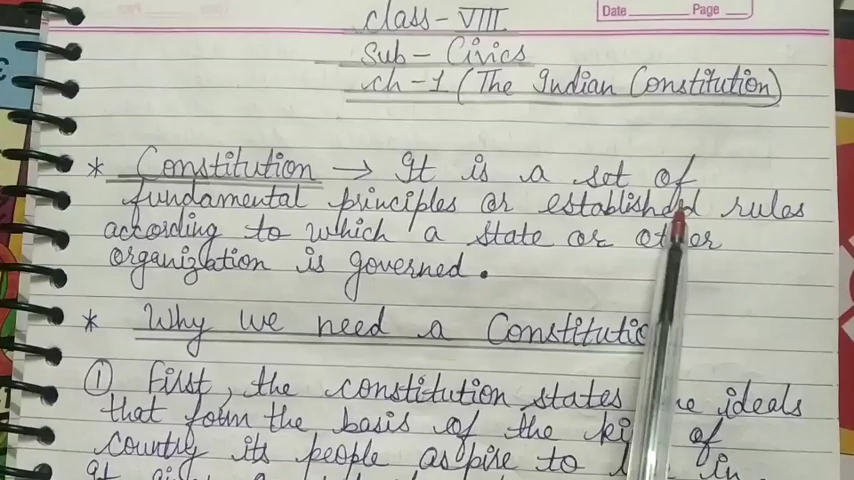 Date Page
Class - VIII
Sub - Civics
Ch - 1 (The Indian Constitution)
* Constitution → It is a set of
fundamental principles or established rules
according to which a state or other
organization is governed.
* Why we need a Constitutio
① First, the constitution states ideals
that form the basis of the of
country its people aspire to in